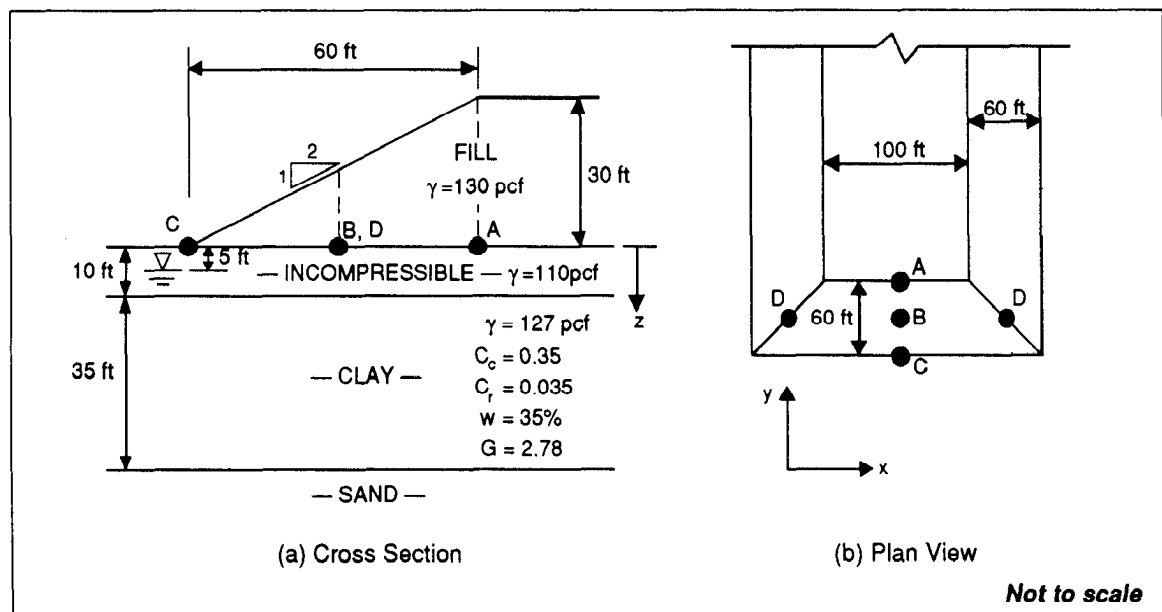 60 ft
2
1
FILL
γ=130 pcf
30 ft
C
B, D
A
5 ft
10 ft
— INCOMPRESSIBLE — γ=110pcf
z
35 ft
γ = 127 pcf
Cc = 0.35
— CLAY —
Cr = 0.035
w = 35%
G = 2.78
— SAND —
(a) Cross Section
60 ft
100 ft
A
D
60 ft
B
D
C
y
x
(b) Plan View
Not to scale